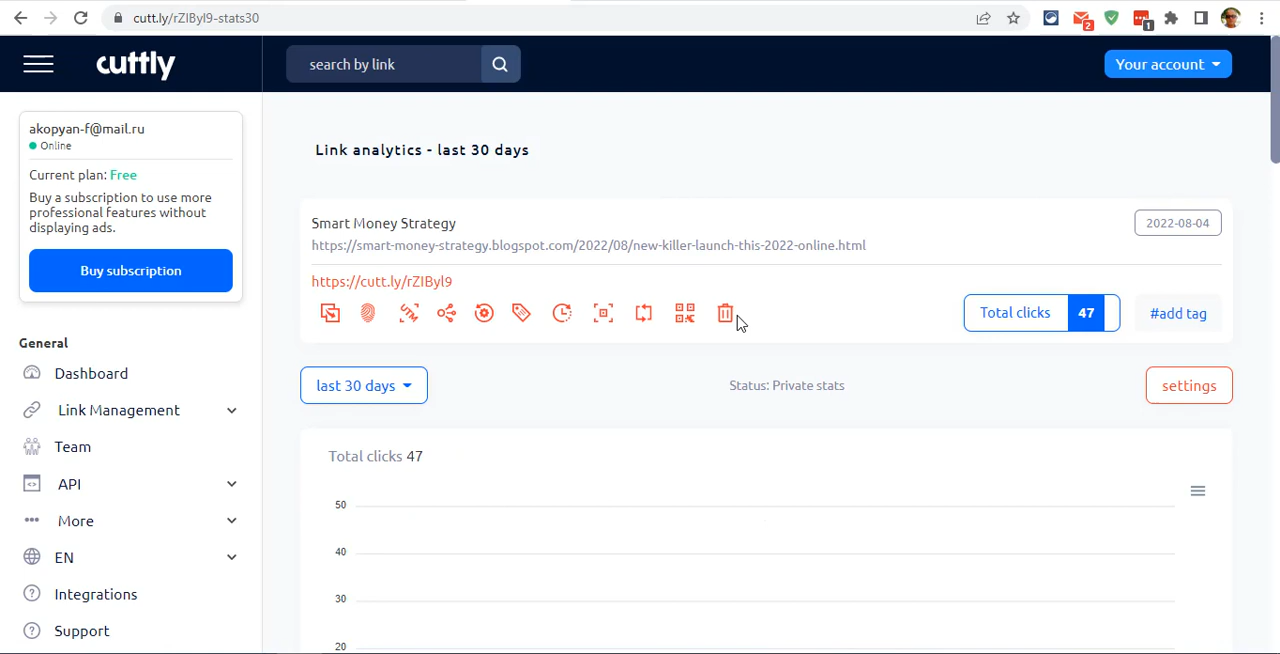 cutt.ly/rZIByl9-stats30
2
1
cuttly
search by link
Your account
akopyan-f@mail.ru
Online
Current plan: Free
Buy a subscription to use more
professional features without
displaying ads.
Buy subscription
General
Dashboard
Link Management
Team
API
More
EN
Integrations
Support
Link analytics - last 30 days
Smart Money Strategy
2022-08-04
https://smart-money-strategy.blogspot.com/2022/08/new-killer-launch-this-2022-online.html
https://cutt.ly/rZIByl9
Total clicks 47
#add tag
last 30 days
Status: Private stats
settings
Total clicks 47
50
40
30
20